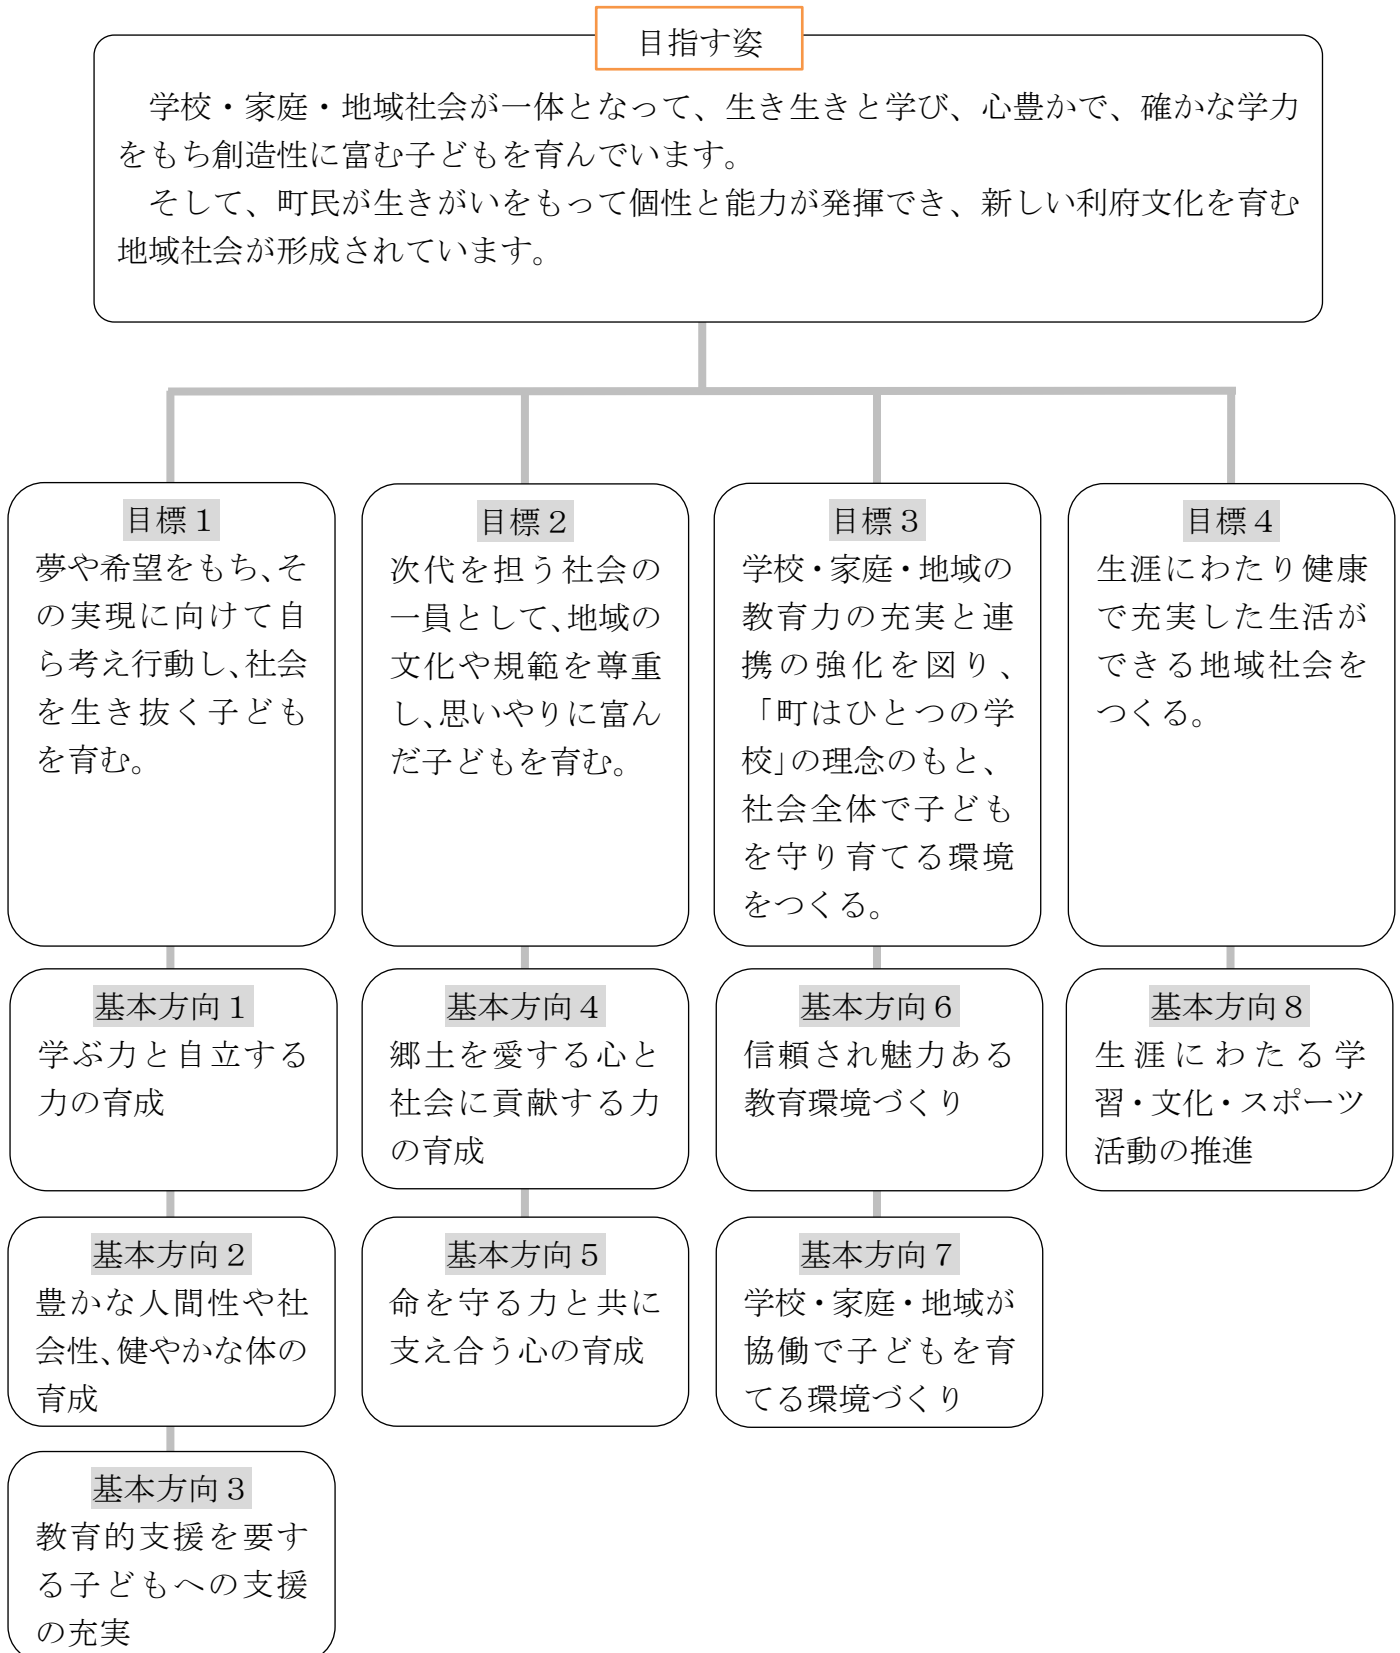 目指す姿
学校・家庭・地域社会が一体となって、生き生きと学び、心豊かで、確かな学力
をもち創造性に富む子どもを育んでいます。
そして、町民が生きがいをもって個性と能力が発揮でき、新しい利府文化を育む
地域社会が形成されています。
目標１
夢や希望をもち、そ
の実現に向けて自
ら考え行動し、社会
を生き抜く子ども
を育む。
目標２
次代を担う社会の
一員として、地域の
文化や規範を尊重
し、思いやりに富ん
だ子どもを育む。
目標３
学校・家庭・地域の
教育力の充実と連
携の強化を図り、
「町はひとつの学
校」の理念のもと、
社会全体で子ども
を守り育てる環境
をつくる。
目標４
生涯にわたり健康
で充実した生活が
できる地域社会を
つくる。
基本方向１
学ぶ力と自立する
力の育成
基本方向４
郷土を愛する心と
社会に貢献する力
の育成
基本方向６
信頼され魅力ある
教育環境づくり
基本方向８
生涯にわたる学
習・文化・スポーツ
活動の推進
基本方向２
豊かな人間性や社
会性、健やかな体の
育成
基本方向５
命を守る力と共に
支え合う心の育成
基本方向７
学校・家庭・地域が
協働で子どもを育
てる環境づくり
基本方向３
教育的支援を要す
る子どもへの支援
の充実